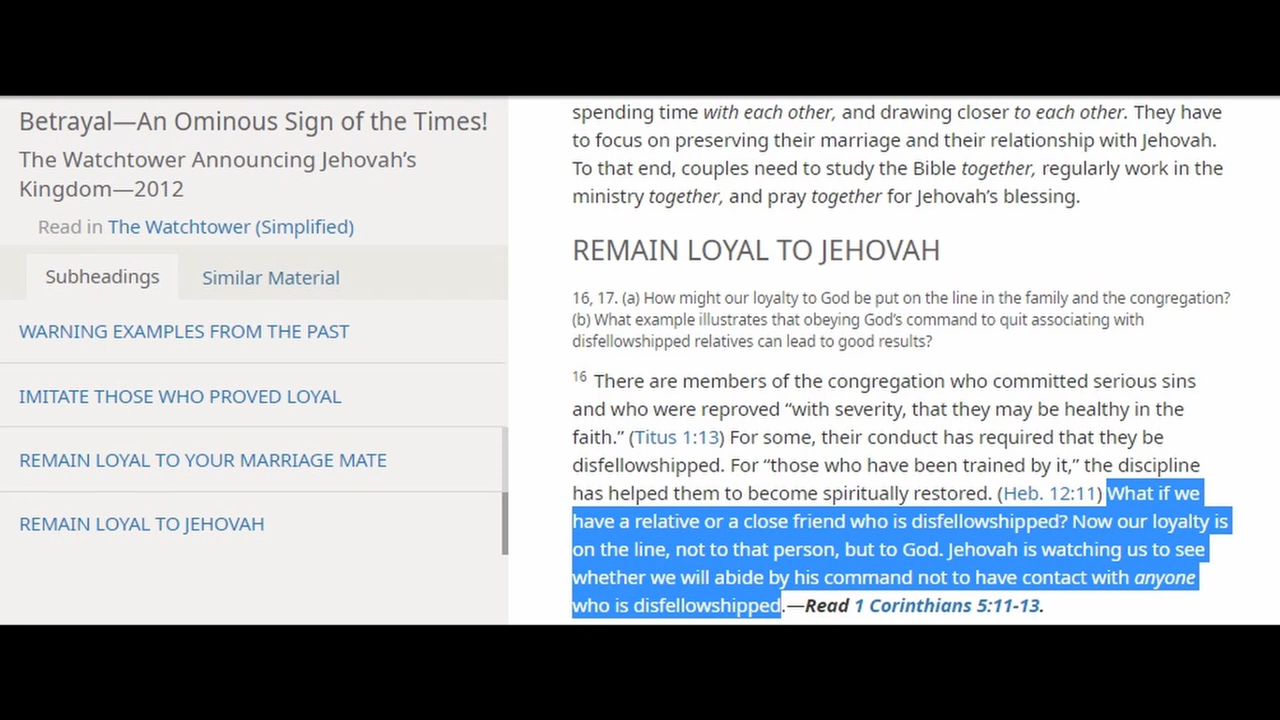 Betrayal—An Ominous Sign of the Times!
The Watchtower Announcing Jehovah’s
Kingdom—2012
Read in The Watchtower (Simplified)
Subheadings
Similar Material
WARNING EXAMPLES FROM THE PAST
IMITATE THOSE WHO PROVED LOYAL
REMAIN LOYAL TO YOUR MARRIAGE MATE
REMAIN LOYAL TO JEHOVAH
spending time with each other, and drawing closer to each other. They have
to focus on preserving their marriage and their relationship with Jehovah.
To that end, couples need to study the Bible together, regularly work in the
ministry together, and pray together for Jehovah’s blessing.
REMAIN LOYAL TO JEHOVAH
16, 17. (a) How might our loyalty to God be put on the line in the family and the congregation?
(b) What example illustrates that obeying God’s command to quit associating with
disfellowshipped relatives can lead to good results?
16 There are members of the congregation who committed serious sins
and who were reproved “with severity, that they may be healthy in the
faith.” (Titus 1:13) For some, their conduct has required that they be
disfellowshipped. For “those who have been trained by it,” the discipline
has helped them to become spiritually restored. (Heb. 12:11) What if we
have a relative or a close friend who is disfellowshipped? Now our loyalty is
on the line, not to that person, but to God. Jehovah is watching us to see
whether we will abide by his command not to have contact with anyone
who is disfellowshipped.—Read 1 Corinthians 5:11-13.